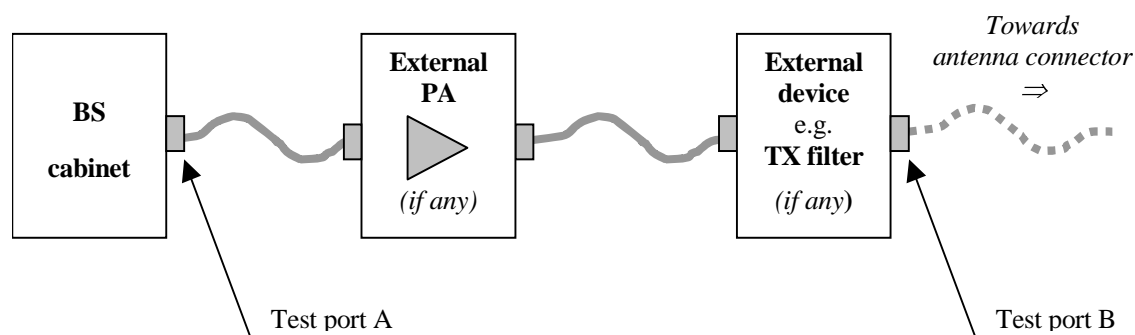 BS
cabinet
External
PA
(if any)
External
device
e.g.
TX filter
(if any)
Towards
antenna connector
⇒
Test port A
Test port B